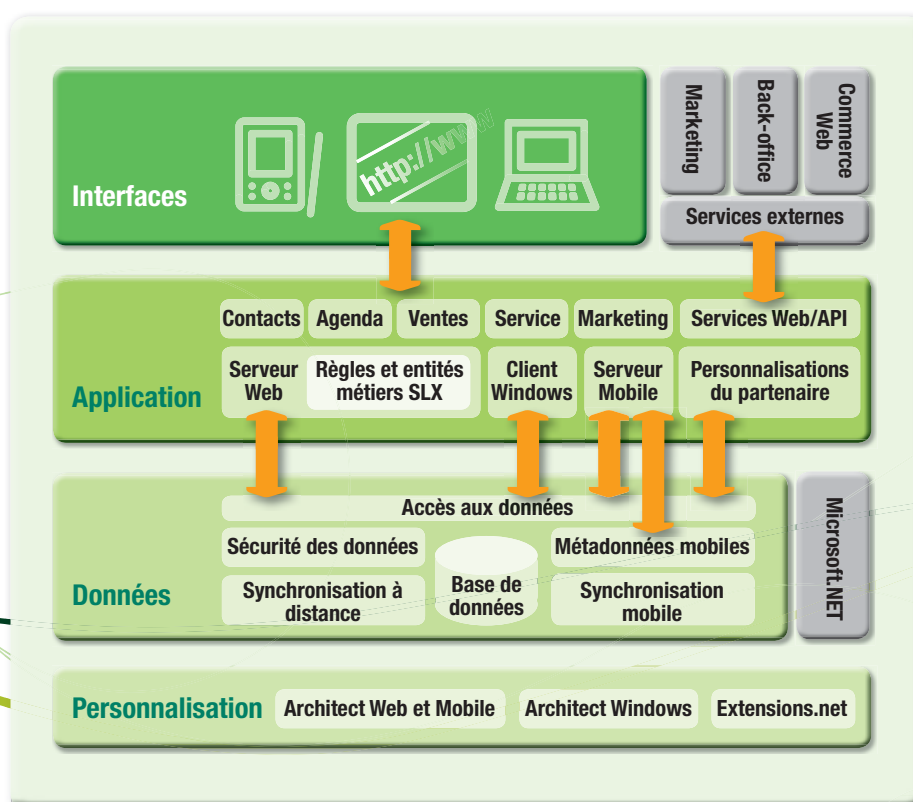 Interfaces
http://www
Marketing
Back-office
Commerce
Web
Services externes
Application
Contacts
Agenda
Ventes
Service
Marketing
Services Web/API
Serveur
Web
Règles et entités
métiers SLX
Client
Windows
Serveur
Mobile
Personnalisations
du partenaire
Données
Accès aux données
Sécurité des données
Synchronisation à
distance
Base de
données
Métadonnées mobiles
Synchronisation
mobile
Microsoft.NET
Personnalisation
Architect Web et Mobile
Architect Windows
Extensions.net